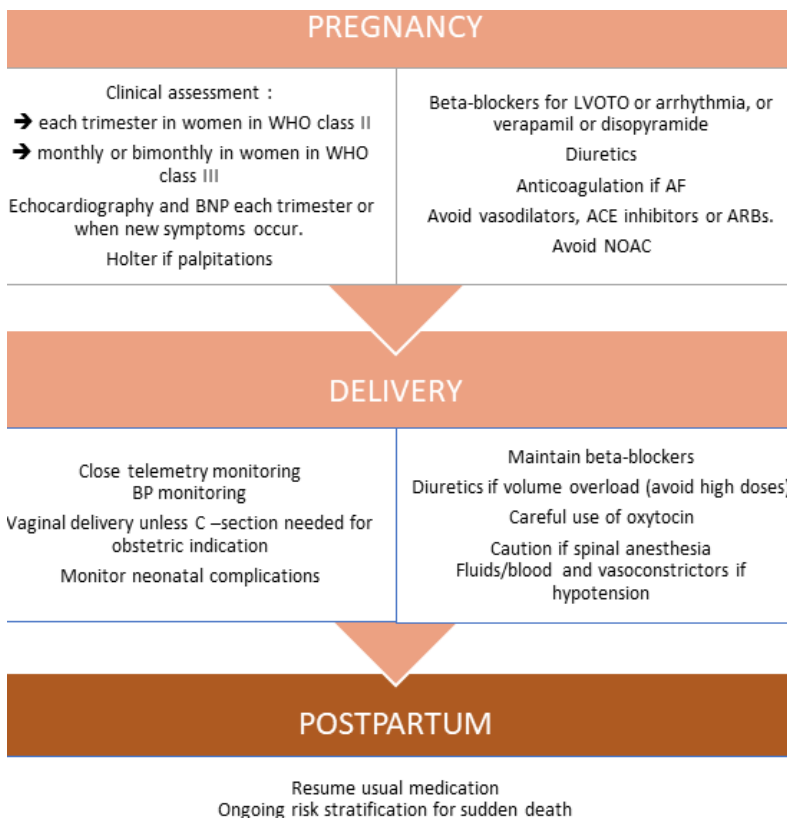 PREGNANCY
Clinical assessment :
➔ each trimester in women in WHO class II
➔ monthly or bimonthly in women in WHO
class III
Echocardiography and BNP each trimester or
when new symptoms occur.
Holter if palpitations
Beta-blockers for LVOTO or arrhythmia, or
verapamil or disopyramide
Diuretics
Anticoagulation if AF
Avoid vasodilators, ACE inhibitors or ARBs.
Avoid NOAC
DELIVERY
Close telemetry monitoring
BP monitoring
Vaginal delivery unless C –section needed for
obstetric indication
Monitor neonatal complications
Maintain beta-blockers
Diuretics if volume overload (avoid high doses)
Careful use of oxytocin
Caution if spinal anesthesia
Fluids/blood and vasoconstrictors if
hypotension
POSTPARTUM
Resume usual medication
Ongoing risk stratification for sudden death